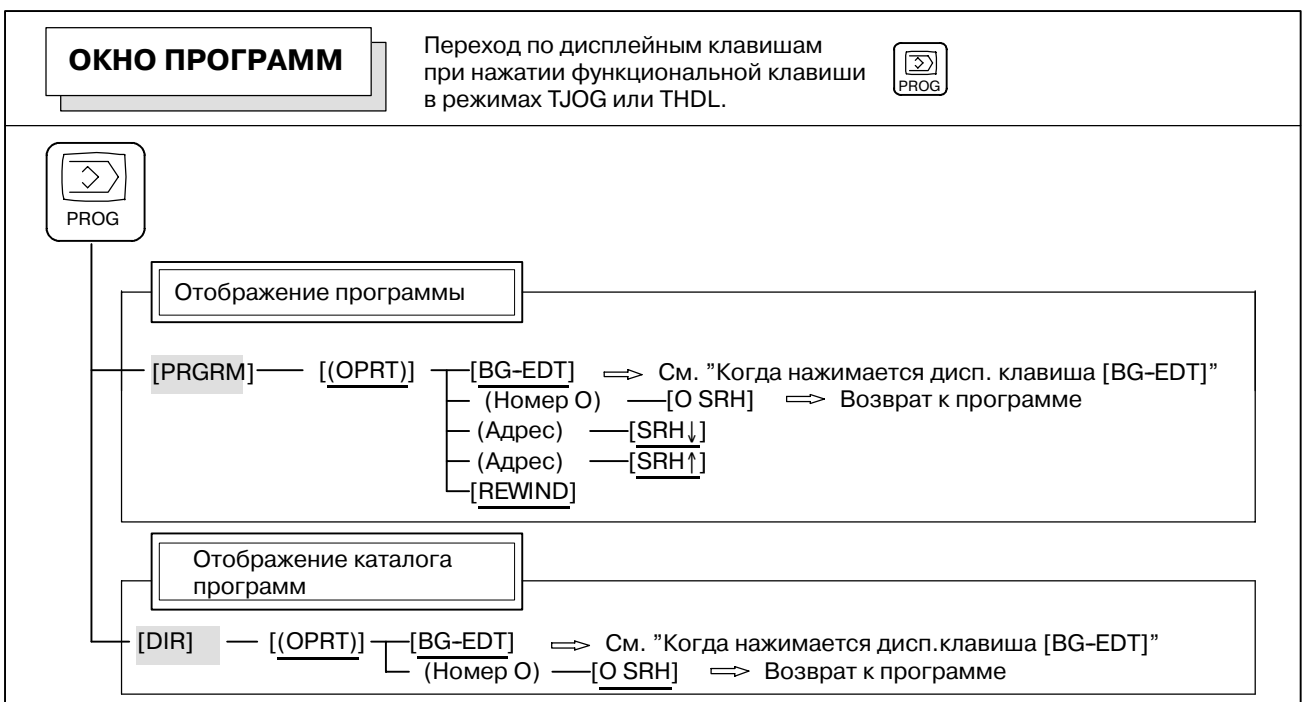 ОКНО ПРОГРАММ
Переход по дисплейным клавишам
при нажатии функциональной клавиши
в режимах TJOG или THDL.
PROG
PROG
Отображение программы
[PRGRM] [(OPRT)] [BG-EDT] См. "Когда нажимается дисп. клавиша [BG-EDT]"
(Номер O) [O SRH] Возврат к программе
(Адрес) [SRH↓]
(Адрес) [SRH↑]
[REWIND]
Отображение каталога
программ
[DIR] [(OPRT)] [BG-EDT] См. "Когда нажимается дисп.клавиша [BG-EDT]"
(Номер O) [O SRH] Возврат к программе